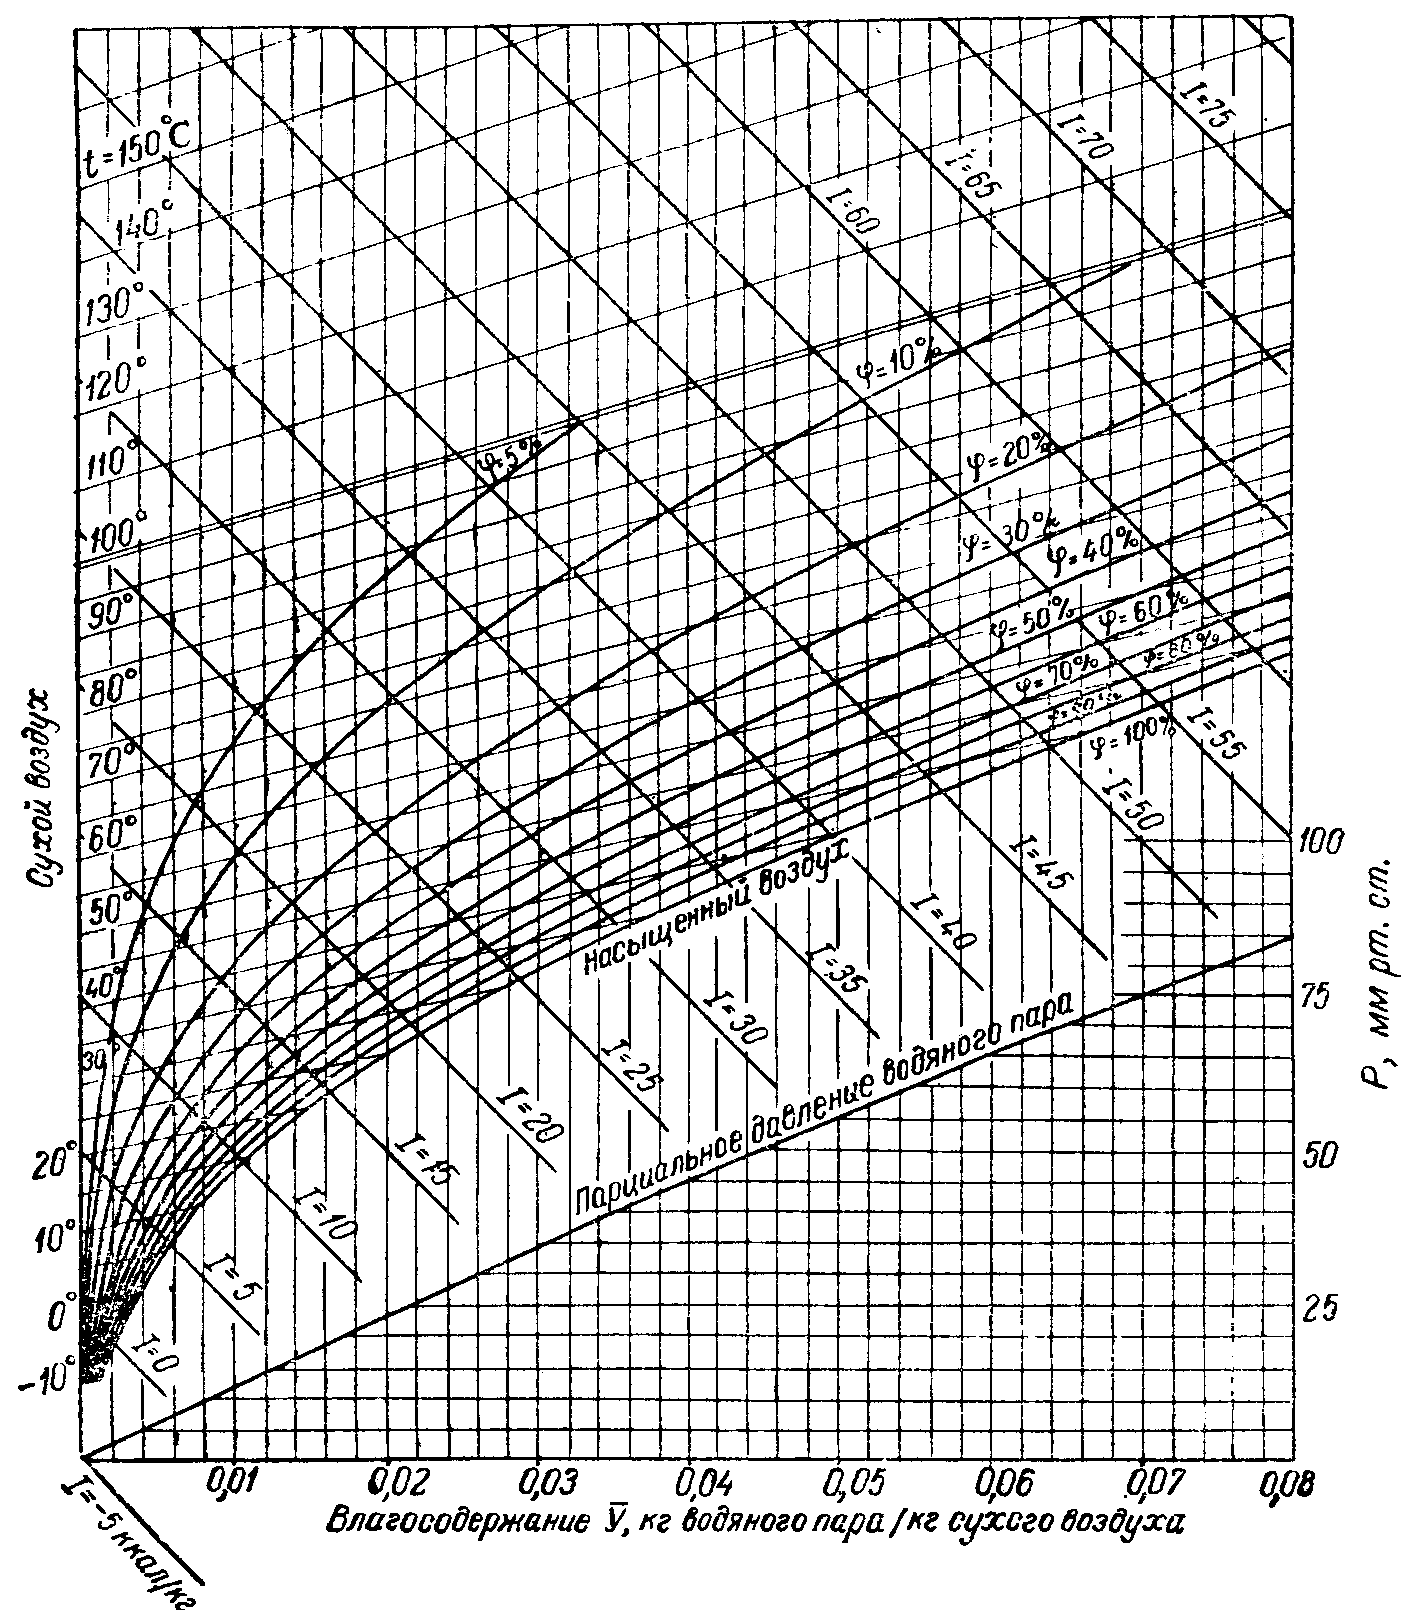 t=150°C
140°
130°
120°
110°
100°
90°
80°
70°
60°
50°
40°
30°
20°
10°
0°
-10°
Сухой воздух
I=75
I=70
I=65
I=60
φ=5%
φ=10%
φ=20%
φ=30%
φ=40%
φ=50%
φ=60%
φ=70%
φ=80%
φ=100%
I=55
I=50
I=45
I=40
I=35
I=30
I=25
I=20
I=15
I=10
I=5
I=0
I=-5 ккал/кг
Насыщенный воздух
Парциальное давление водяного пара
100
75
50
25
P, мм рт. ст.
0,01 0,02 0,03 0,04 0,05 0,06 0,07 0,08
Влагосодержание У̅, кг водяного пара/кг сухого воздуха